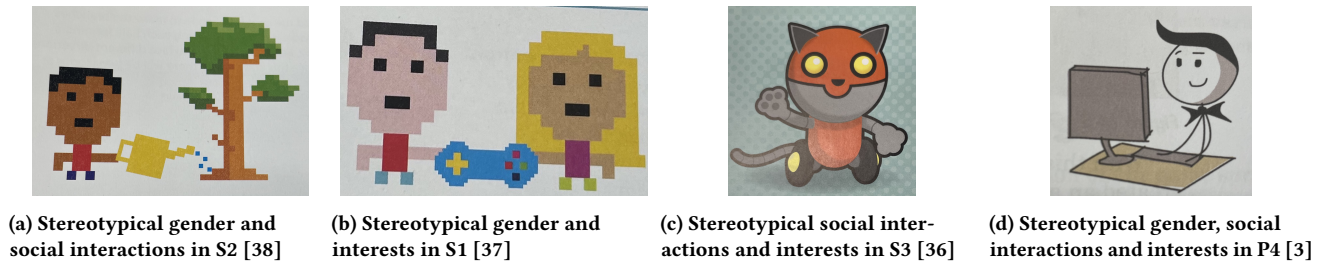 (a) Stereotypical gender and
social interactions in S2 [38]
(b) Stereotypical gender and
interests in S1 [37]
(c) Stereotypical social inter-
actions and interests in S3 [36]
(d) Stereotypical gender, social
interactions and interests in P4 [3]